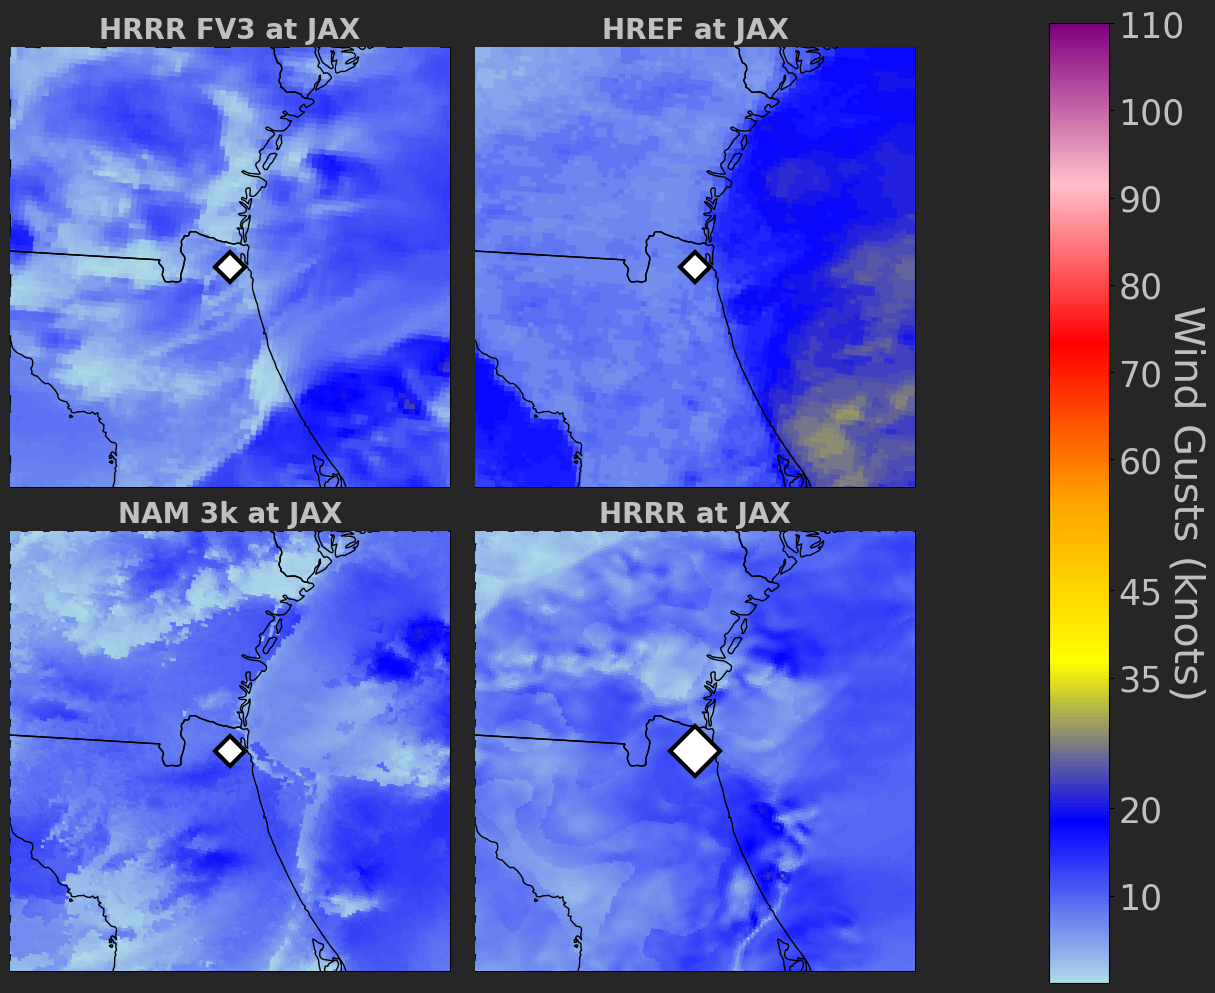 HRRR FV3 at JAX
HREF at JAX
NAM 3k at JAX
HRRR at JAX
110
100
90
80
70
60
45
35
20
10
Wind Gusts (knots)